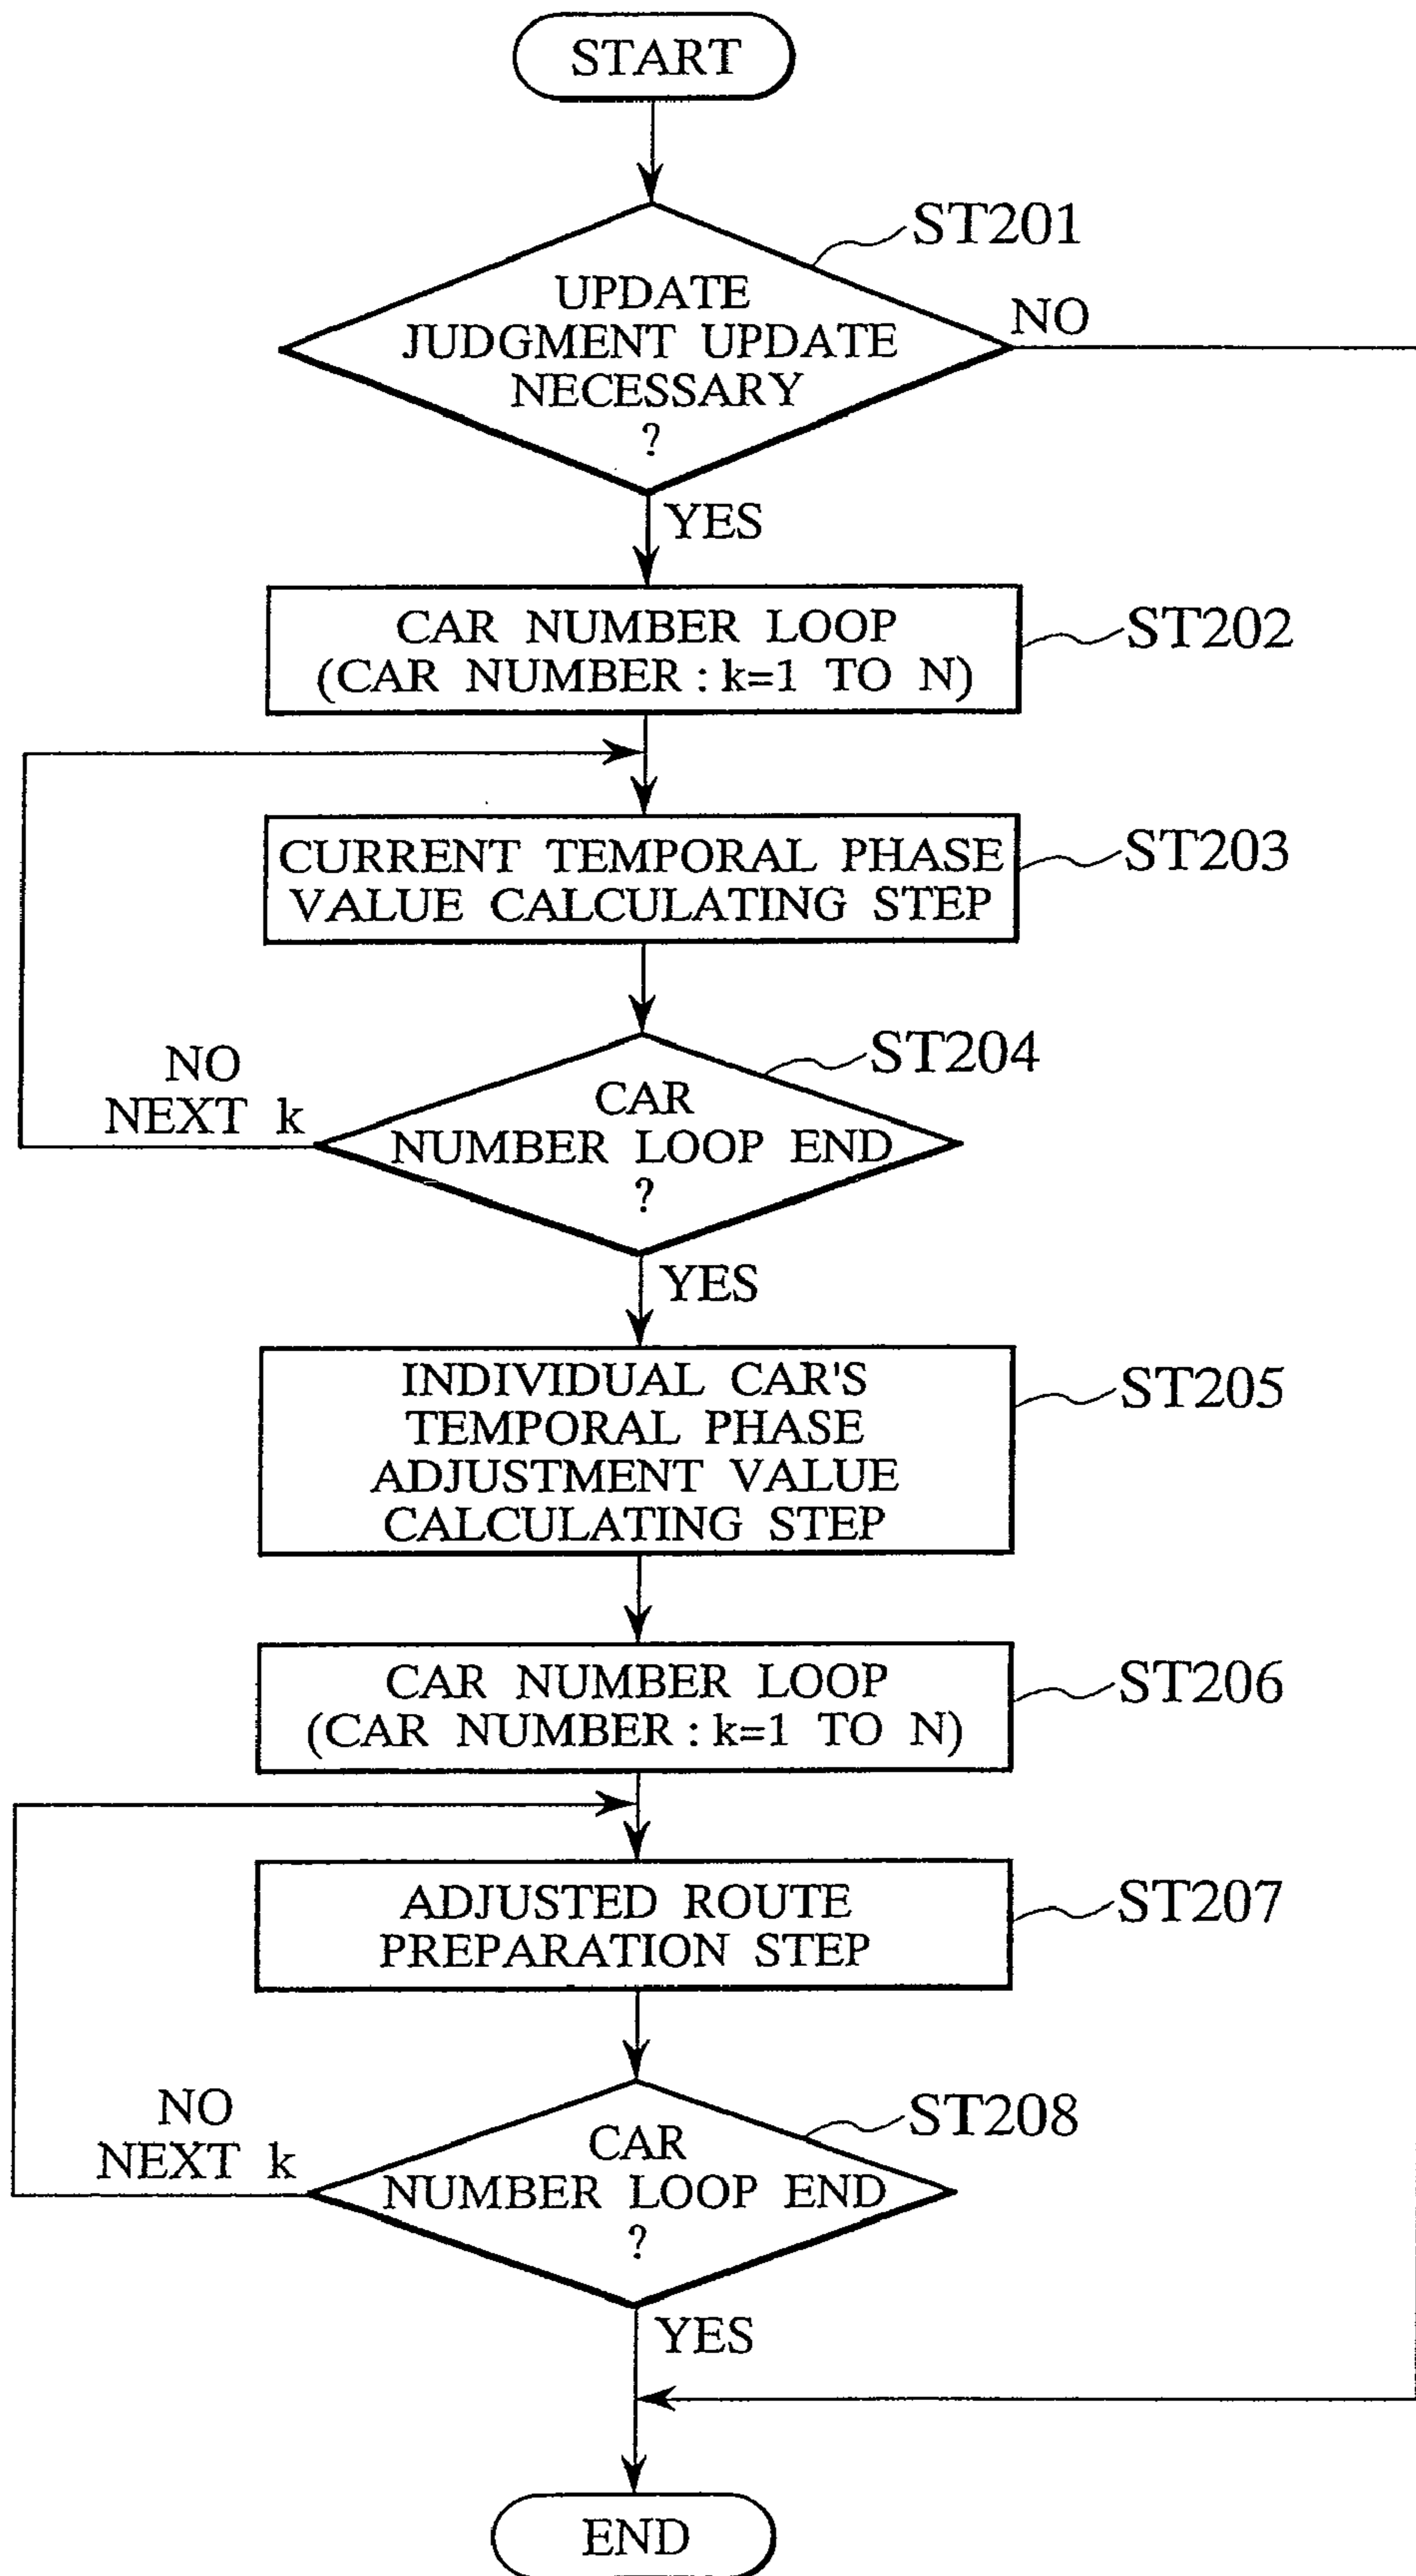 START
ST201
UPDATE
JUDGMENT UPDATE
NECESSARY
?
NO
YES
CAR NUMBER LOOP
(CAR NUMBER : k=1 TO N)
ST202
CURRENT TEMPORAL PHASE
VALUE CALCULATING STEP
ST203
ST204
NO
NEXT k
CAR
NUMBER LOOP END
?
YES
INDIVIDUAL CAR'S
TEMPORAL PHASE
ADJUSTMENT VALUE
CALCULATING STEP
ST205
CAR NUMBER LOOP
(CAR NUMBER : k=1 TO N)
ST206
ADJUSTED ROUTE
PREPARATION STEP
ST207
ST208
NO
NEXT k
CAR
NUMBER LOOP END
?
YES
END